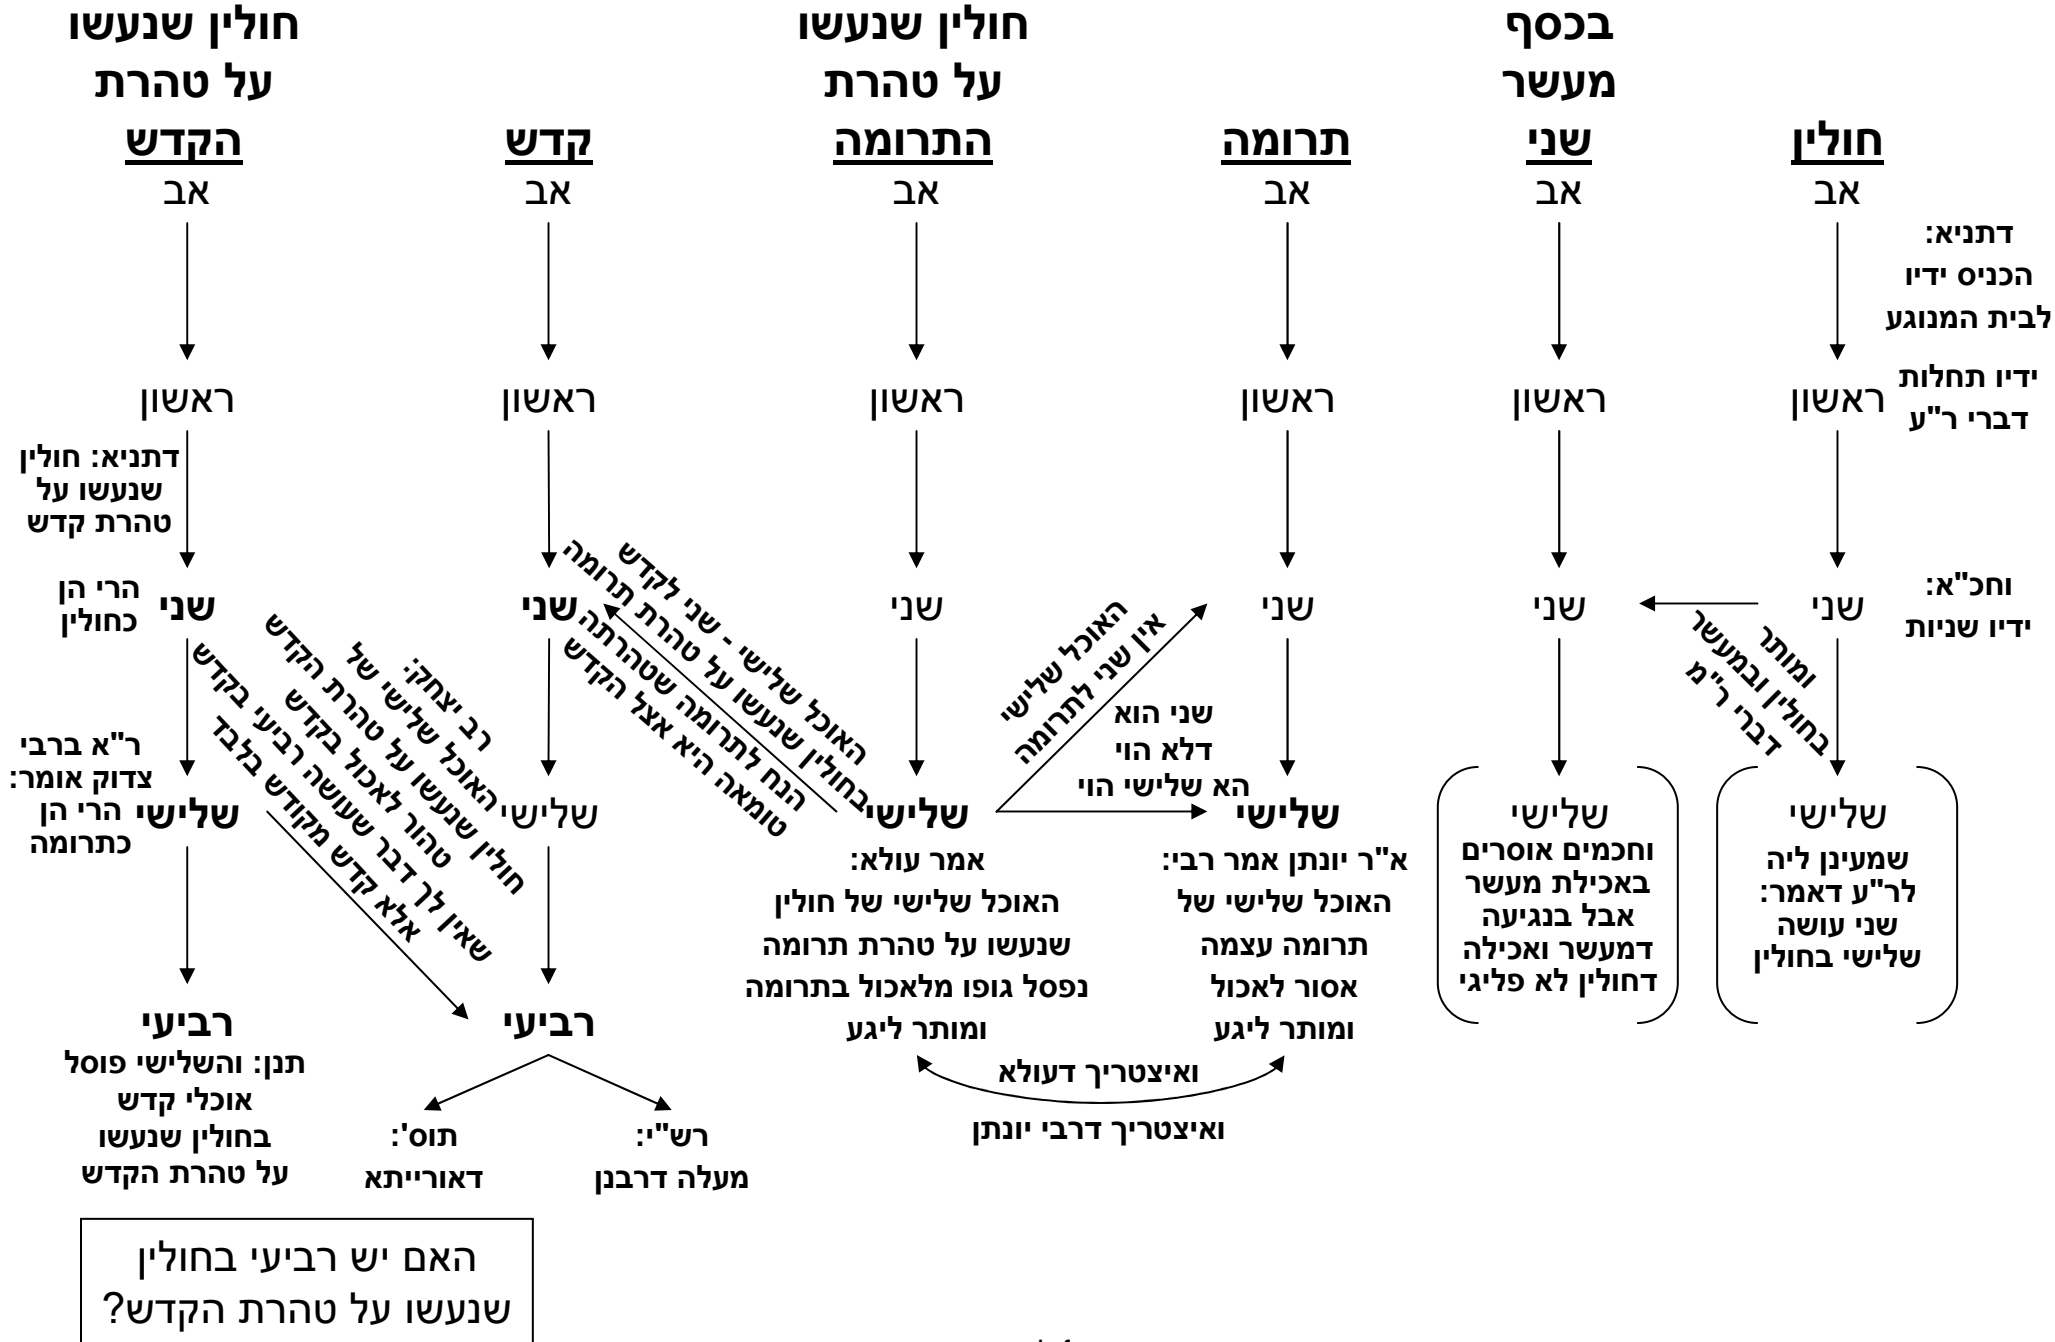 חולין
אב
דתניא:
הכניס ידיו
לבית המנוגע
ראשון
ידיו תחלות
דברי ר"ע
שני
וחכ"א:
ידיו שניות
ומותר
בחולין ובמעשר
דברי ר"מ
שלישי
שמעינן ליה
לר"ע דאמר:
שני עושה
שלישי בחולין
בכסף
מעשר
שני
אב
ראשון
שני
שלישי
וחכמים אוסרים
באכילת מעשר
אבל בנגיעה
דמעשר ואכילה
דחולין לא פליגי
תרומה
אב
ראשון
שני
שלישי
א"ר יונתן אמר רבי:
האוכל שלישי של
תרומה עצמה
אסור לאכול
ומותר ליגע
האוכל שלישי
אין שני לתרומה
שני הוא
דלא הוי
הא שלישי הוי
חולין שנעשו
על טהרת
התרומה
אב
ראשון
שני
שלישי
אמר עולא:
האוכל שלישי של חולין
שנעשו על טהרת תרומה
נפסל גופו מלאכול בתרומה
ומותר ליגע
ואיצטריך דעולא
ואיצטריך דרבי יונתן
האוכל שלישי - שני לקדש
בחולין שנעשו על טהרת תרומה
הנח לתרומה שטהרתה
טומאה היא אצל הקדש
קדש
אב
ראשון
שני
שלישי
רביעי
רש"י:
מעלה דרבנן
תוס':
דאורייתא
רב יצחק:
האוכל שלישי של
חולין שנעשו על טהרת הקדש
טהור לאכול בקדש
שאין לך דבר שעושה רביעי בקדש
אלא קדש מקודש בלבד
חולין שנעשו
על טהרת
הקדש
אב
ראשון
דתניא: חולין
שנעשו על
טהרת קדש
שני
הרי הן
כחולין
ר"א ברבי
צדוק אומר:
שלישי
הרי הן
כתרומה
רביעי
תנן: והשלישי פוסל
אוכלי קדש
בחולין שנעשו
על טהרת הקדש
האם יש רביעי בחולין
שנעשו על טהרת הקדש?